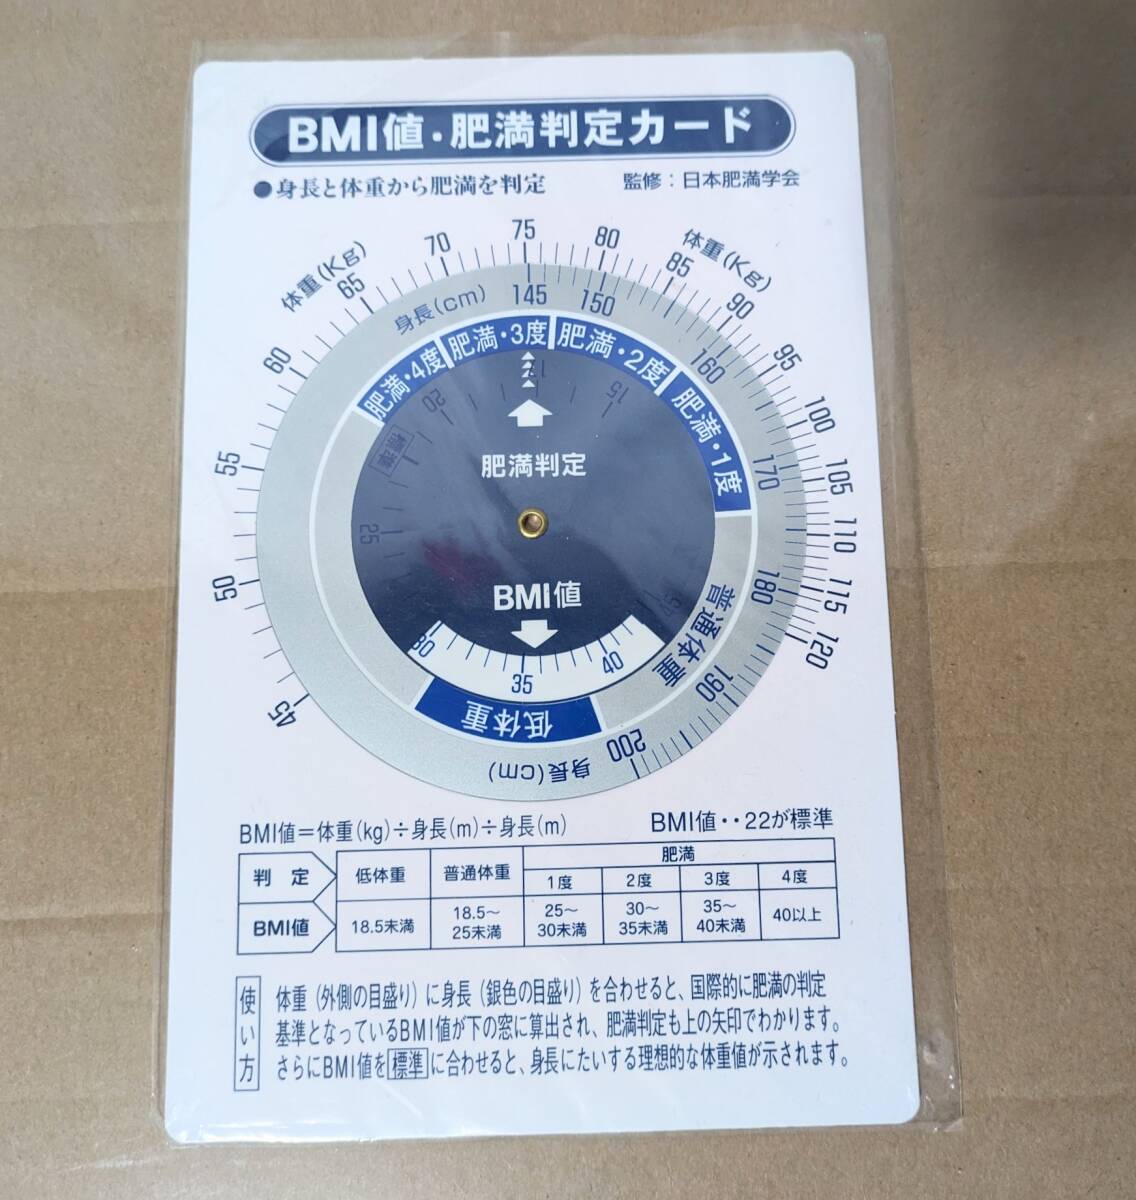 BMI値・肥満判定カード
●身長と体重から肥満を判定
監修：日本肥満学会
体重(Kg)
体重(Kg)
45
50
55
60
65
70
75
80
85
90
95
100
105
110
115
120
身長(cm)
145
150
160
170
180
190
200
身長(cm)
肥満・4度
肥満・3度
肥満・2度
肥満・1度
普通体重
低体重
15
20
標準
25
肥満判定
BMI値
30
35
40
BMI値＝体重(kg)÷身長(m)÷身長(m)
BMI値‥22が標準
判定 低体重 普通体重 肥満
1度 2度 3度 4度
BMI値 18.5未満 18.5～25未満 25～30未満 30～35未満 35～40未満 40以上
使い方
体重（外側の目盛り）に身長（銀色の目盛り）を合わせると、国際的に肥満の判定
基準となっているBMI値が下の窓に算出され、肥満判定も上の矢印でわかります。
さらにBMI値を標準に合わせると、身長にたいする理想的な体重値が示されます。